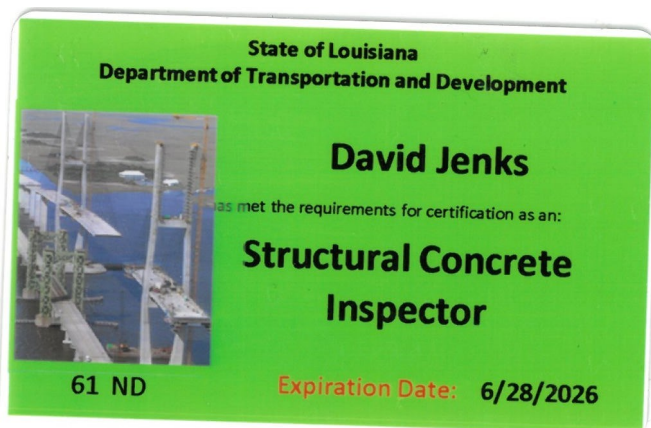 State of Louisiana
Department of Transportation and Development
David Jenks
has met the requirements for certification as an:
Structural Concrete
Inspector
61 ND
Expiration Date: 6/28/2026